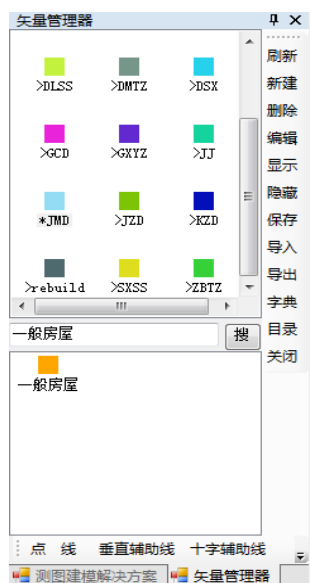 矢量管理器
>DLSS >DMTZ >DSX
>GCD >GXYZ >JJ
*JMD >JZD >KZD
>rebuild >SXSS >ZBTZ
一般房屋 搜
一般房屋
刷新
新建
删除
编辑
显示
隐藏
保存
导入
导出
字典
目录
关闭
点 线 垂直辅助线 十字辅助线
测图建模解决方案 矢量管理器